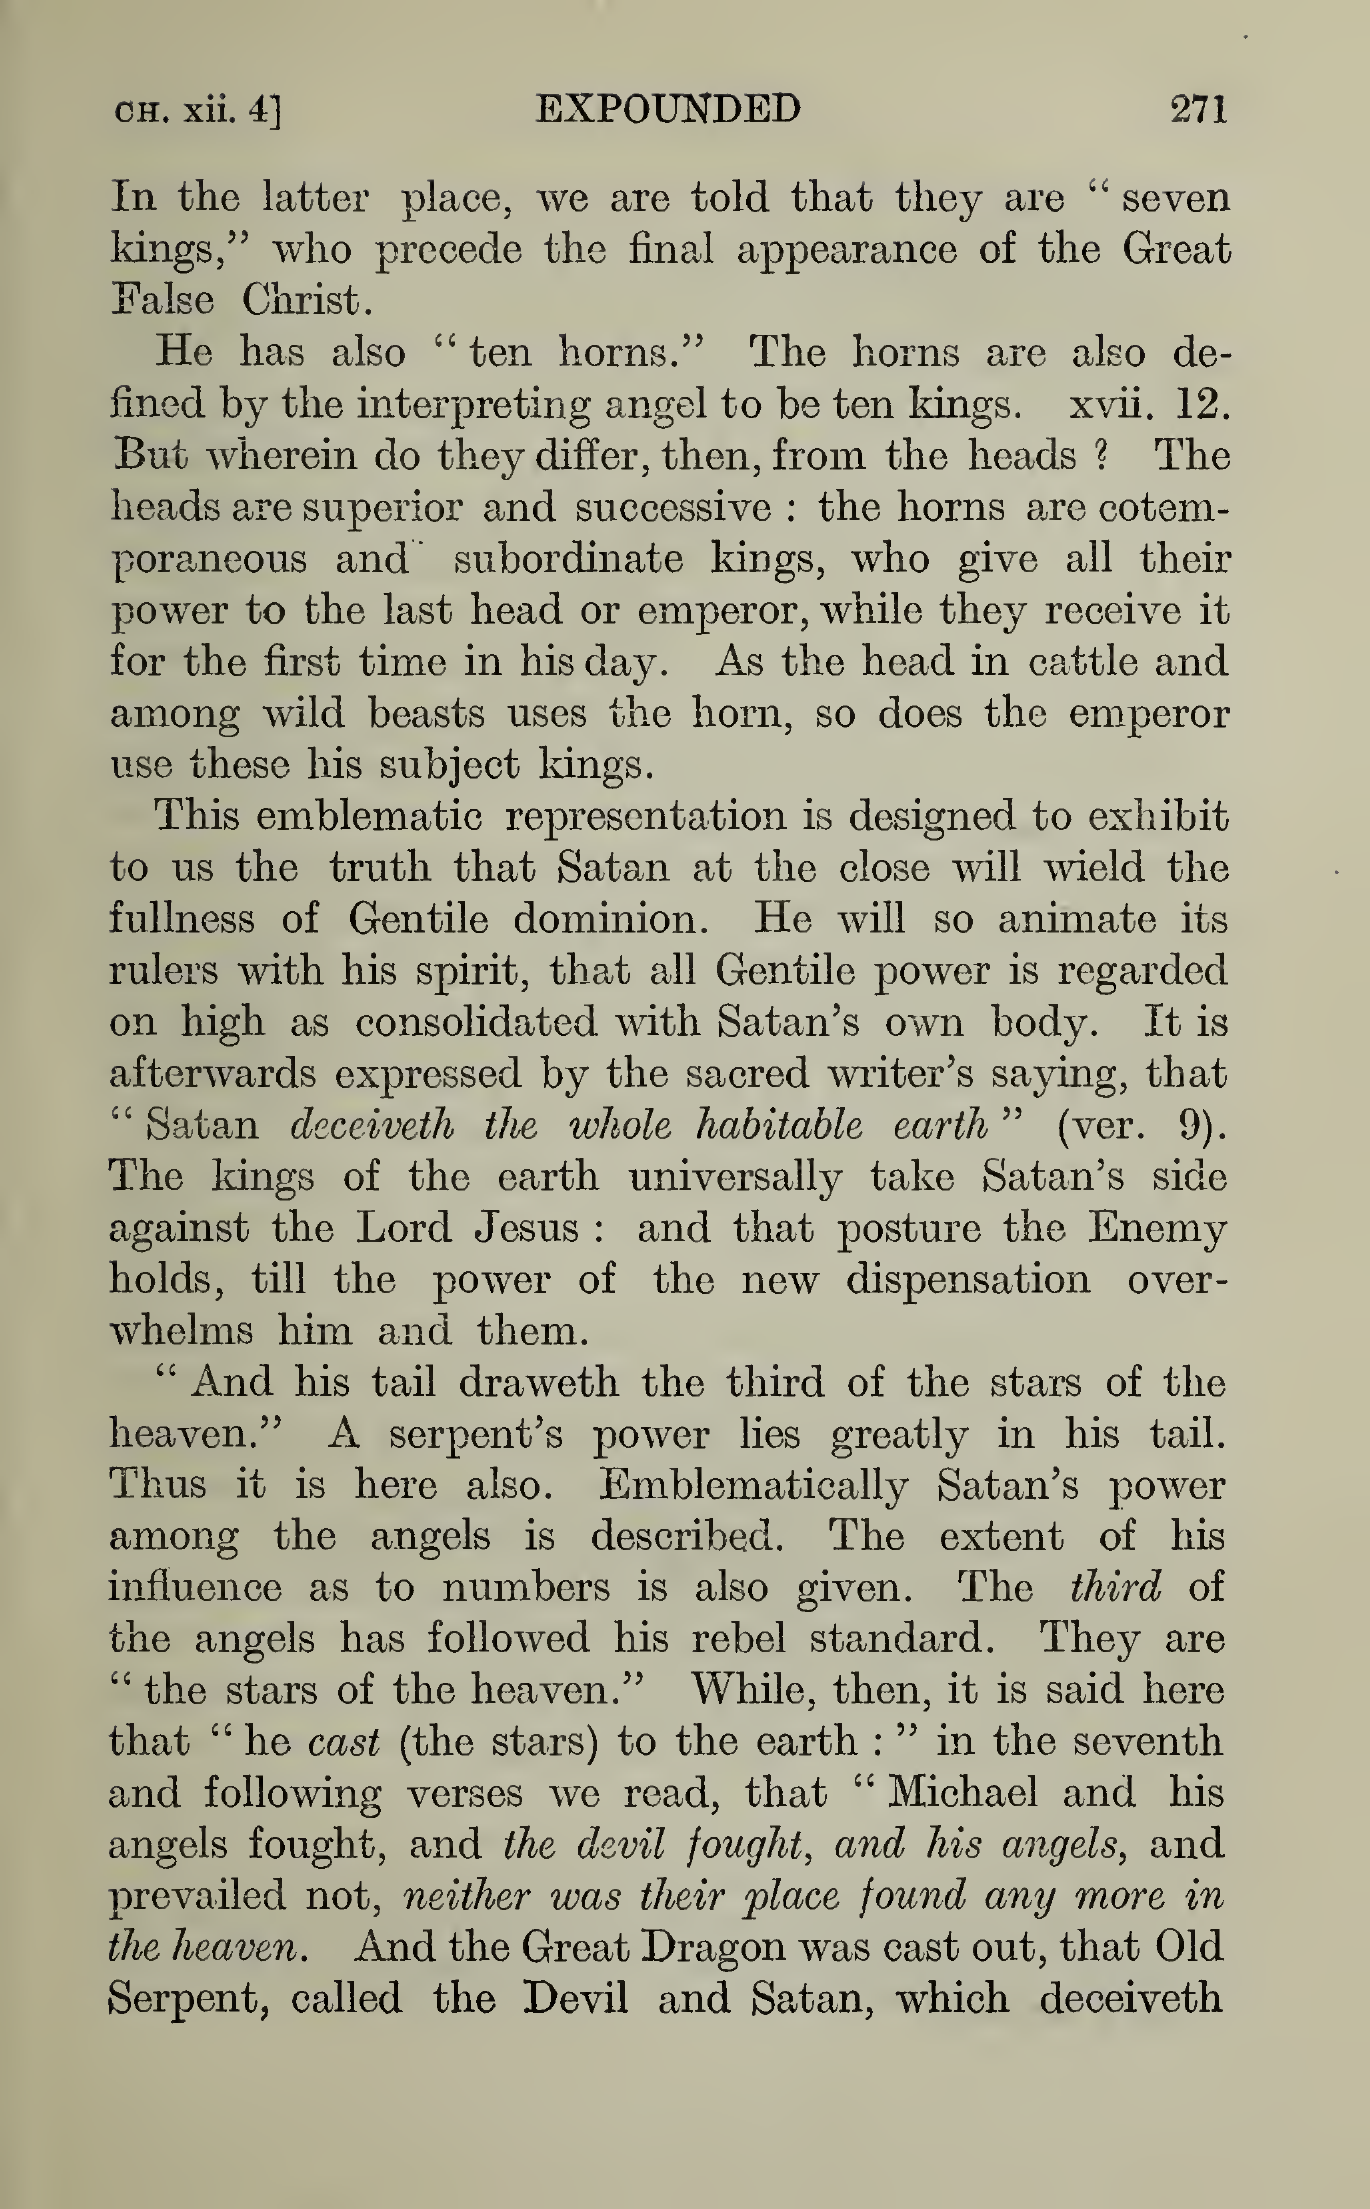 CH. xii. 4] EXPOUNDED 271
In the latter place, we are told that they are “ seven
kings,” who precede the final appearance of the Great
False Christ.
He has also “ ten horns.” The horns are also de-
fined by the interpreting angel to be ten kings. xvii. 12.
But wherein do they differ, then, from the heads ? The
heads are superior and successive : the horns are cotem-
poraneous and subordinate kings, who give all their
power to the last head or emperor, while they receive it
for the first time in his day. As the head in cattle and
among wild beasts uses the horn, so does the emperor
use these his subject kings.
This emblematic representation is designed to exhibit
to us the truth that Satan at the close will wield the
fullness of Gentile dominion. He will so animate its
rulers with his spirit, that all Gentile power is regarded
on high as consolidated with Satan’s own body. It is
afterwards expressed by the sacred writer’s saying, that
“ Satan deceiveth the whole habitable earth ” (ver. 9).
The kings of the earth universally take Satan’s side
against the Lord Jesus : and that posture the Enemy
holds, till the power of the new dispensation over-
whelms him and them.
“ And his tail draweth the third of the stars of the
heaven.” A serpent’s power lies greatly in his tail.
Thus it is here also. Emblematically Satan’s power
among the angels is described. The extent of his
influence as to numbers is also given. The third of
the angels has followed his rebel standard. They are
“ the stars of the heaven.” While, then, it is said here
that “ he cast (the stars) to the earth : ” in the seventh
and following verses we read, that “ Michael and his
angels fought, and the devil fought, and his angels, and
prevailed not, neither was their place found any more in
the heaven. And the Great Dragon was cast out, that Old
Serpent, called the Devil and Satan, which deceiveth